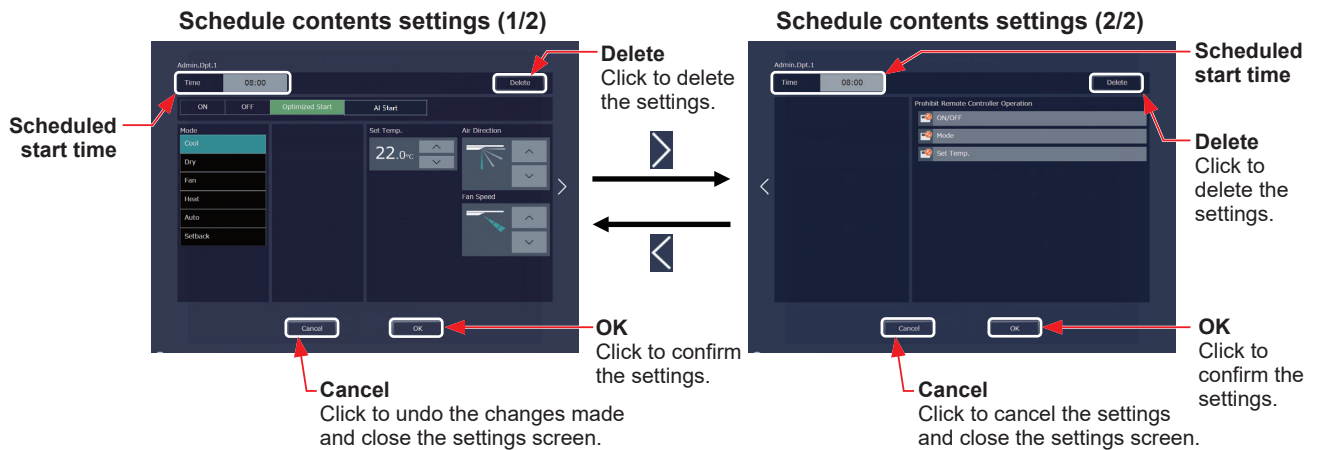 Schedule contents settings (1/2)
Admin.Dpt.1
Time 08:00 Delete
ON OFF Optimized Start AI Start
Mode
Cool
Dry
Fan
Heat
Auto
Setback
Set Temp.
22.0℃
Air Direction
Fan Speed
Cancel OK
Scheduled
start time
Delete
Click to delete
the settings.
OK
Click to confirm
the settings.
Cancel
Click to undo the changes made
and close the settings screen.
Schedule contents settings (2/2)
Admin.Dpt.1
Time 08:00 Delete
Prohibit Remote Controller Operation
ON/OFF
Mode
Set Temp.
Cancel OK
Scheduled
start time
Delete
Click to
delete the
settings.
OK
Click to
confirm the
settings.
Cancel
Click to cancel the settings
and close the settings screen.